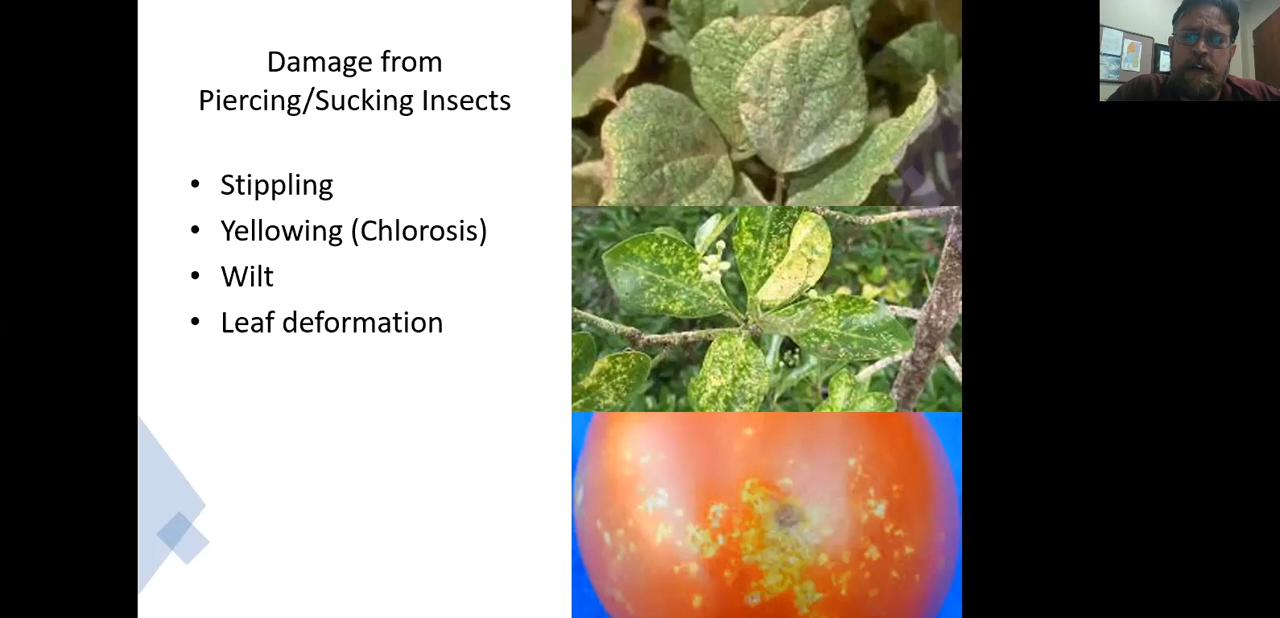 Damage from
Piercing/Sucking Insects
• Stippling
• Yellowing (Chlorosis)
• Wilt
• Leaf deformation